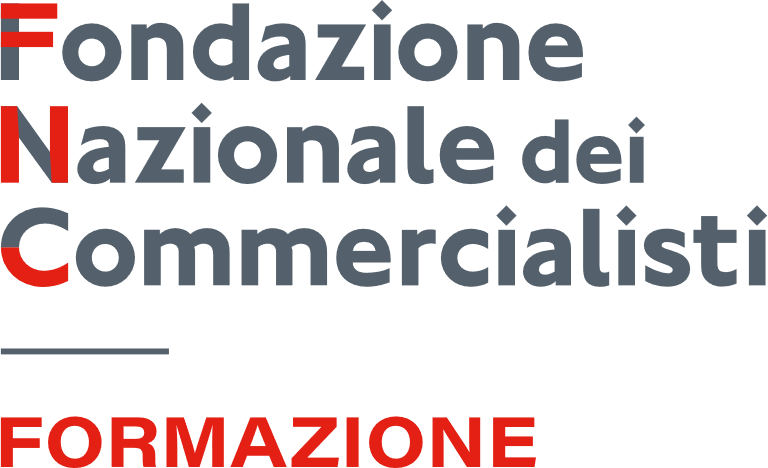 Fondazione
Nazionale dei
Commercialisti
FORMAZIONE